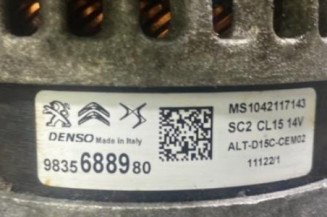 DENSO Made in Italy
9835688980
MS1042117143
SC2 CL15 14V
ALT-D15C-CEM02
11122/1